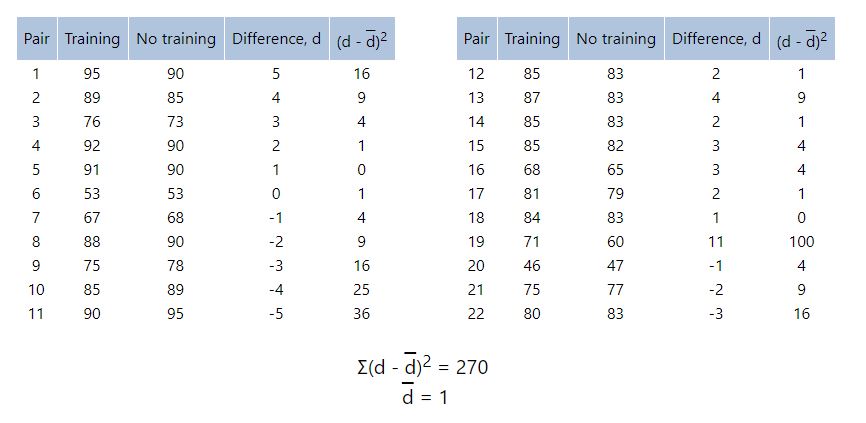 Pair Training No training Difference, d (d - d̅)²
1 95 90 5 16
2 89 85 4 9
3 76 73 3 4
4 92 90 2 1
5 91 90 1 0
6 53 53 0 1
7 67 68 -1 4
8 88 90 -2 9
9 75 78 -3 16
10 85 89 -4 25
11 90 95 -5 36
Pair Training No training Difference, d (d - d̅)²
12 85 83 2 1
13 87 83 4 9
14 85 83 2 1
15 85 82 3 4
16 68 65 3 4
17 81 79 2 1
18 84 83 1 0
19 71 60 11 100
20 46 47 -1 4
21 75 77 -2 9
22 80 83 -3 16
Σ(d - d̅)² = 270
d̅ = 1